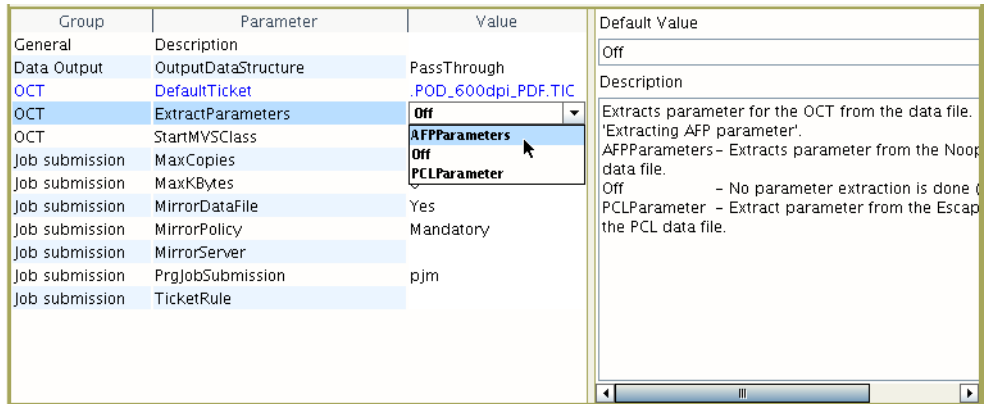 Group Parameter Value
General Description
Data Output OutputDataStructure PassThrough
OCT DefaultTicket .POD_600dpi_PDF.TIC
OCT ExtractParameters Off
OCT StartMVSClass AFPParameters
Job submission MaxCopies Off
Job submission MaxKBytes PCLParameter
Job submission MirrorDataFile Yes
Job submission MirrorPolicy Mandatory
Job submission MirrorServer
Job submission PrgJobSubmission pjm
Job submission TicketRule
Default Value
Off
Description
Extracts parameter for the OCT from the data file.
'Extracting AFP parameter'.
AFPParameters – Extracts parameter from the Noop
data file.
Off – No parameter extraction is done (
PCLParameter – Extract parameter from the Escap
the PCL data file.